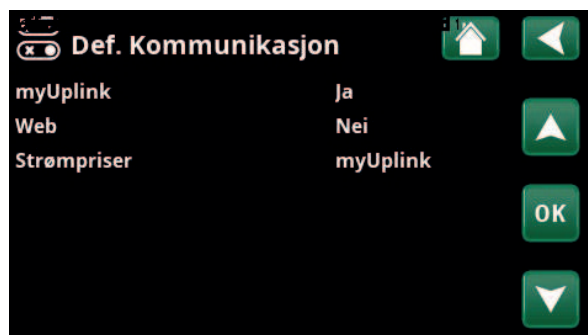 Def. Kommunikasjon
myUplink Ja
Web Nei
Strømpriser myUplink
OK